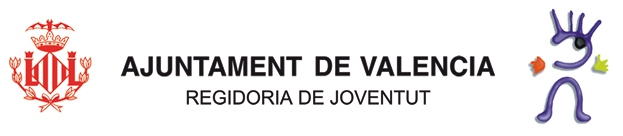 AJUNTAMENT DE VALENCIA
REGIDORIA DE JOVENTUT